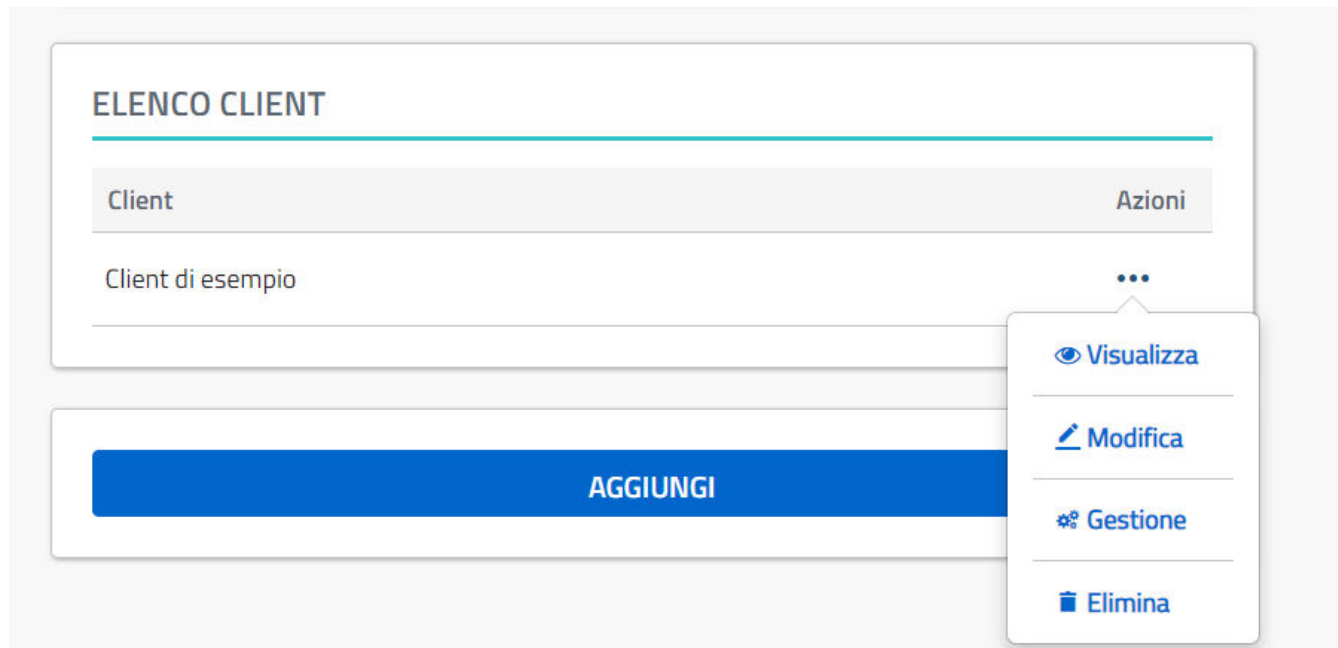 ELENCO CLIENT
Client Azioni
Client di esempio
Visualizza
Modifica
AGGIUNGI
Gestione
Elimina